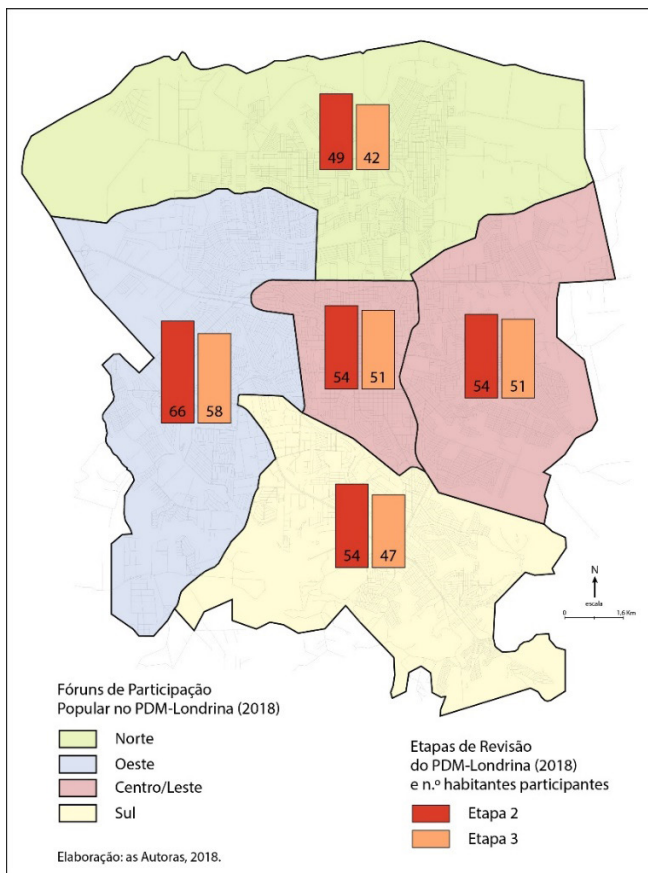 49 42
54 51
54 51
66 58
54 47
N
escala
0 1,6 Km
Fóruns de Participação
Popular no PDM-Londrina (2018)
Norte
Oeste
Centro/Leste
Sul
Elaboração: as Autoras, 2018.
Etapas de Revisão
do PDM-Londrina (2018)
e n.º habitantes participantes
Etapa 2
Etapa 3